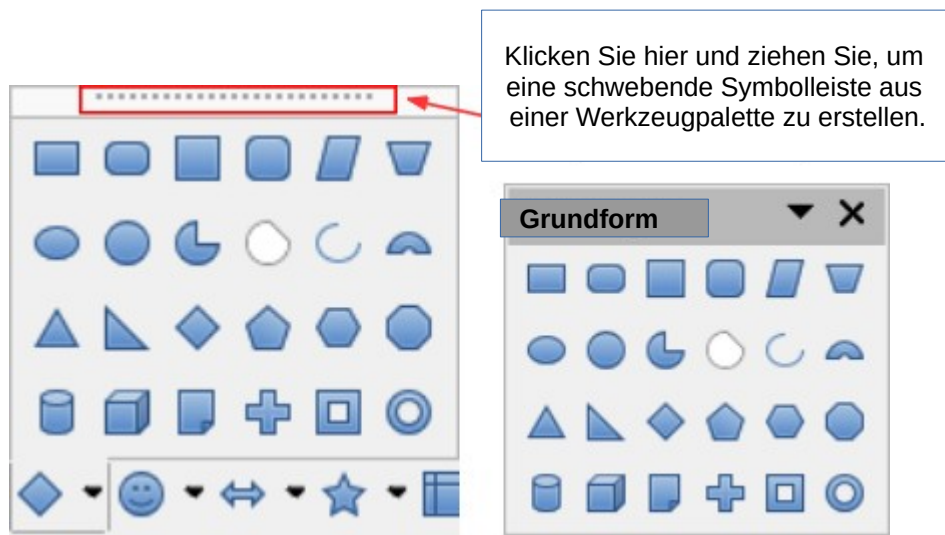 Klicken Sie hier und ziehen Sie, um
eine schwebende Symbolleiste aus
einer Werkzeugpalette zu erstellen.
Grundform